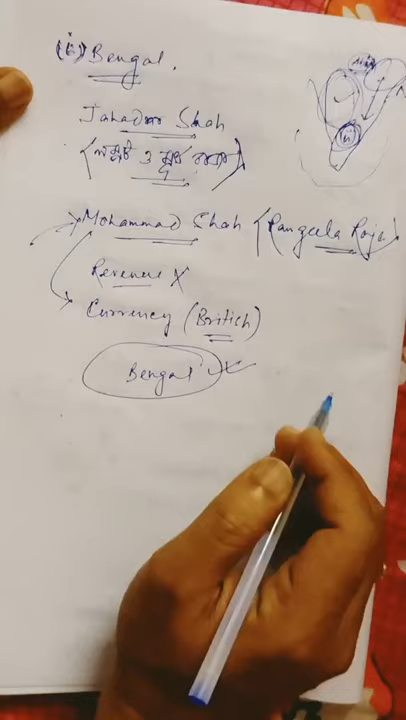 (ii) Bengal.
Jahadar Shah
ও মূর্খ
Mohammad Shah (Rangeela Raja)
Revenue X
Currency (British)
Bengal